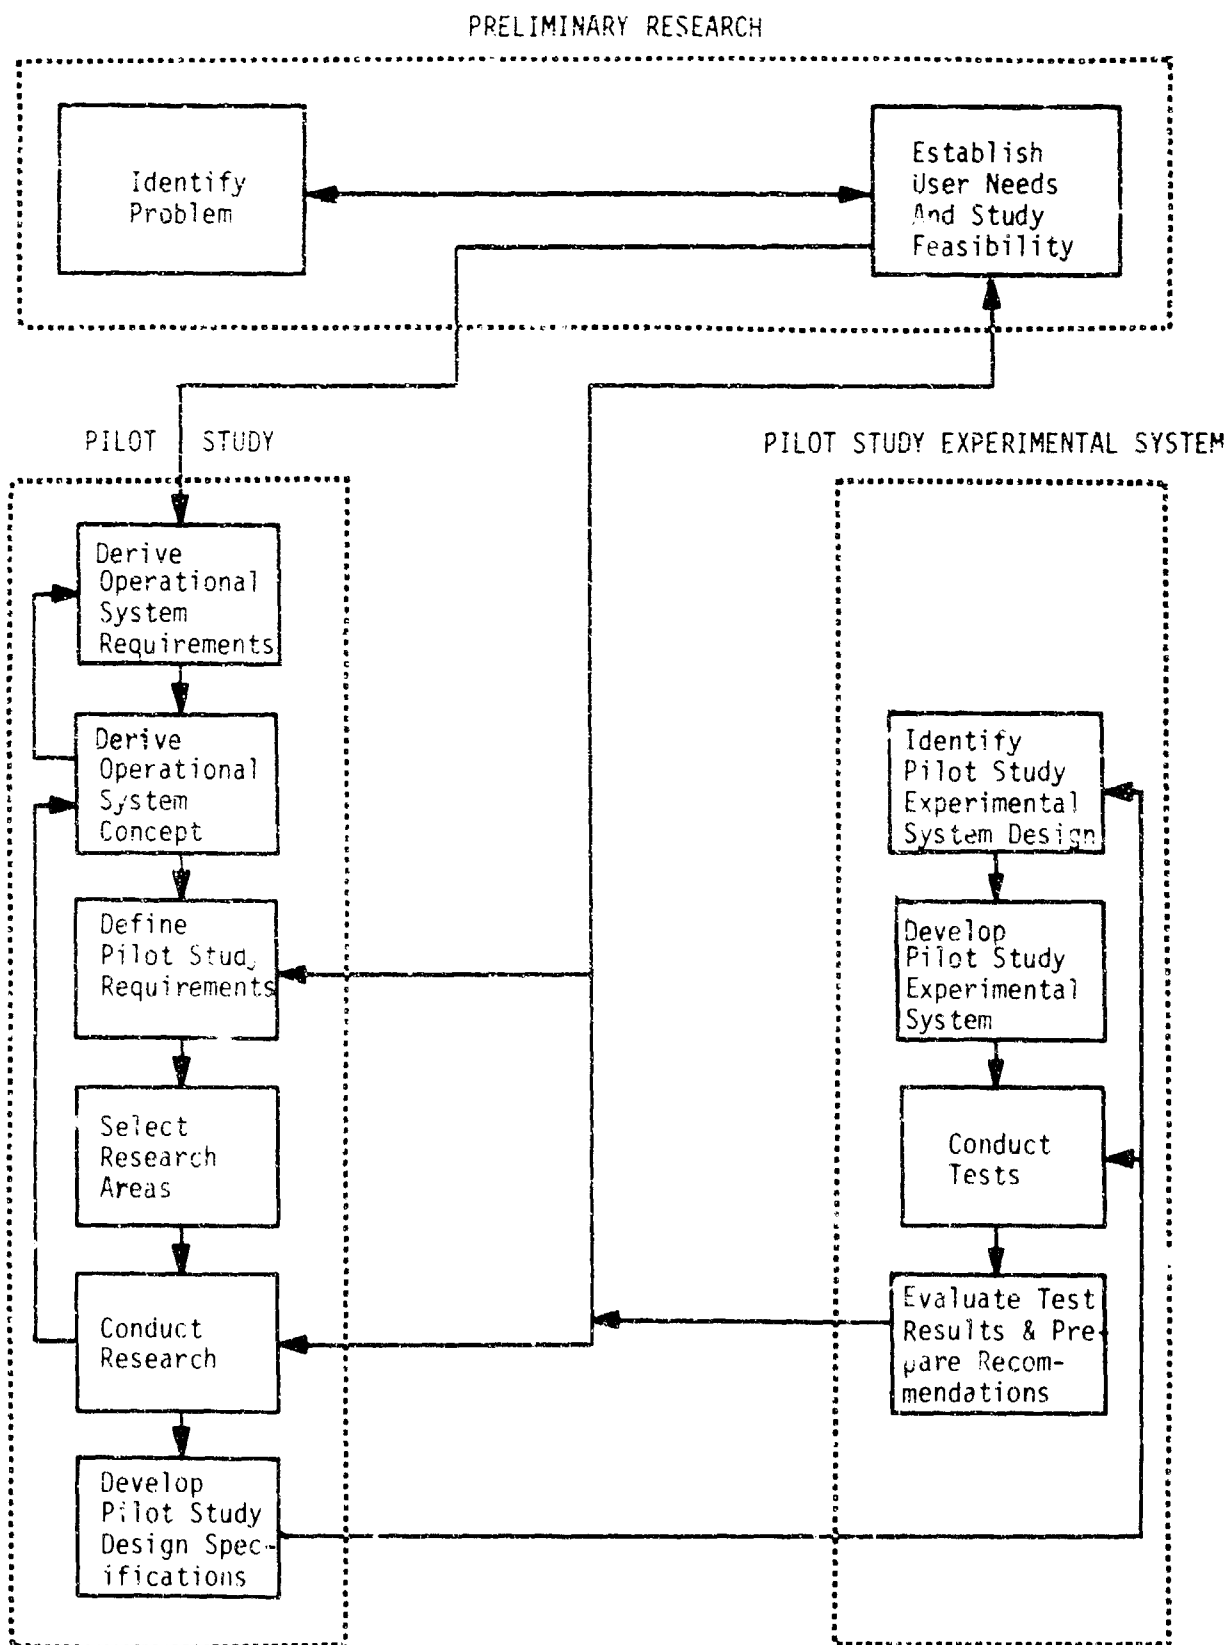 PRELIMINARY RESEARCH
Identify
Problem
Establish
User Needs
And Study
Feasibility
PILOT STUDY
Derive
Operational
System
Requirements
Derive
Operational
System
Concept
Define
Pilot Study
Requirements
Select
Research
Areas
Conduct
Research
Develop
Pilot Study
Design Spec-
ifications
PILOT STUDY EXPERIMENTAL SYSTEM
Identify
Pilot Study
Experimental
System Design
Develop
Pilot Study
Experimental
System
Conduct
Tests
Evaluate Test
Results & Pre-
pare Recom-
mendations